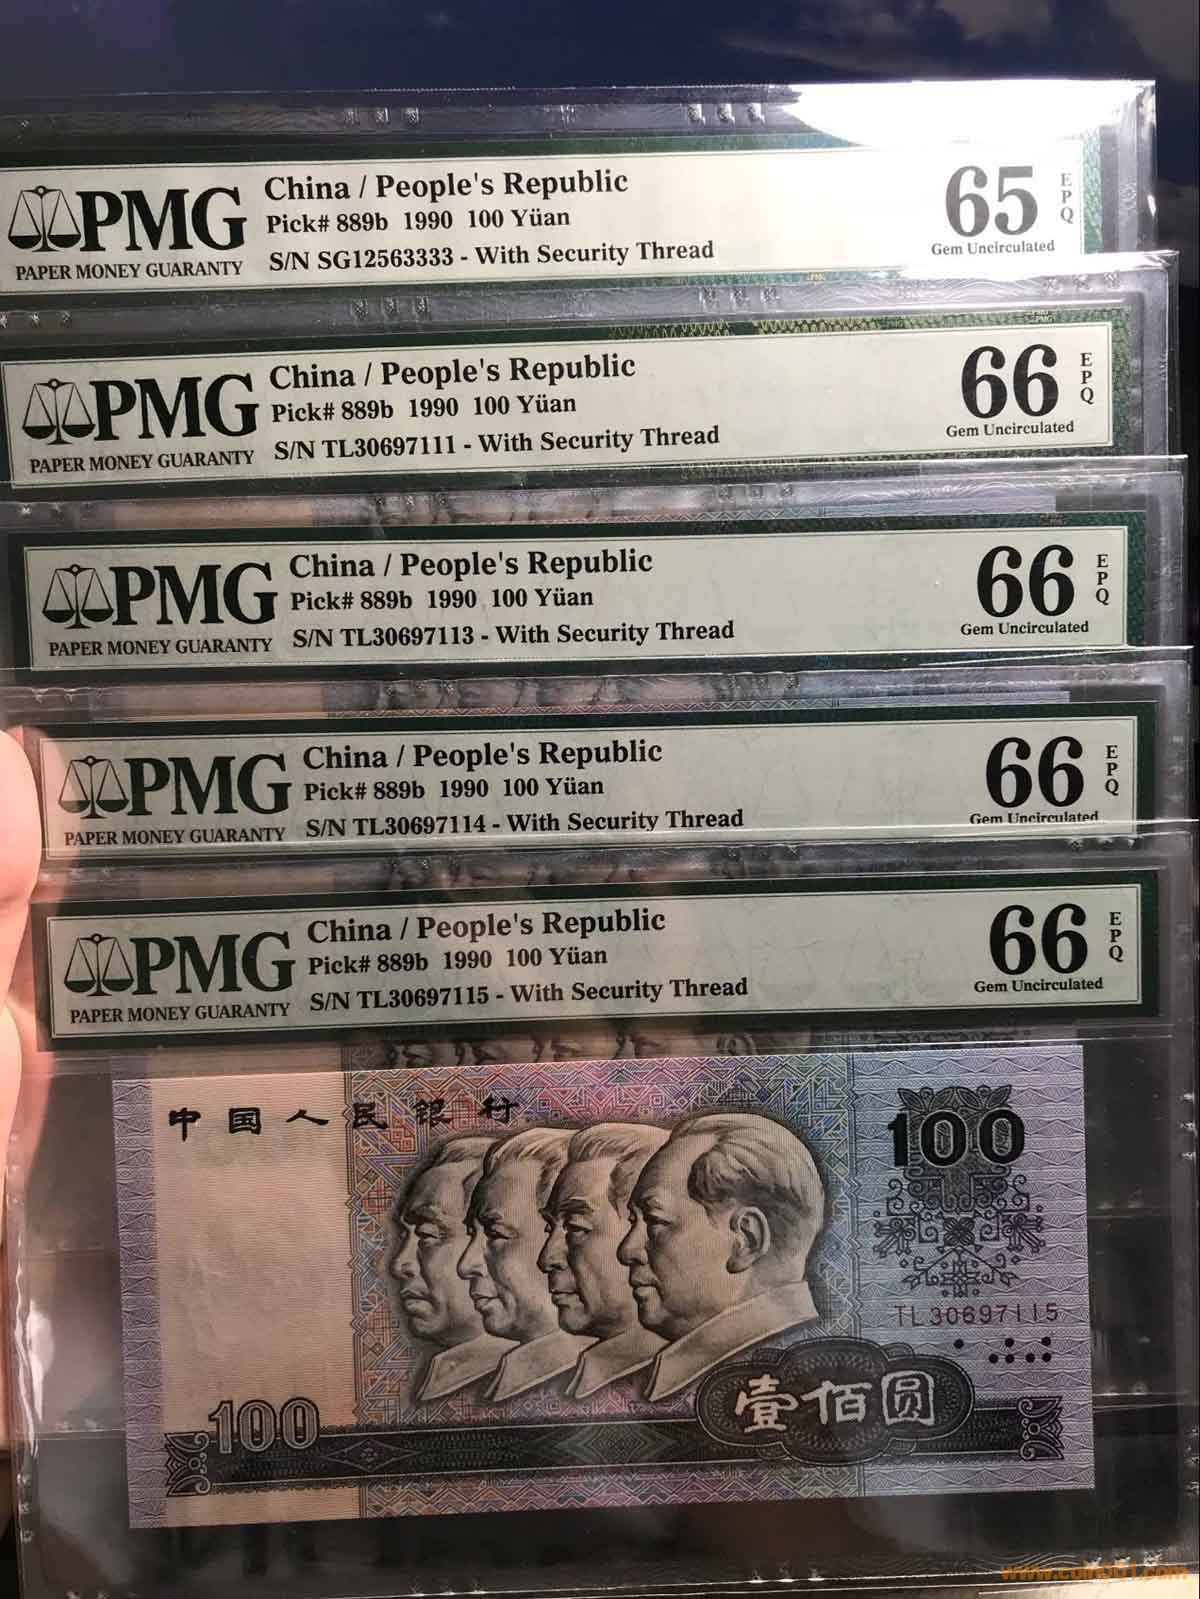 PMG
PAPER MONEY GUARANTY
China / People's Republic
Pick# 889b 1990 100 Yüan
S/N SG12563333 - With Security Thread
65
EPQ
Gem Uncirculated
PMG
PAPER MONEY GUARANTY
China / People's Republic
Pick# 889b 1990 100 Yüan
S/N TL30697111 - With Security Thread
66
EPQ
Gem Uncirculated
PMG
PAPER MONEY GUARANTY
China / People's Republic
Pick# 889b 1990 100 Yüan
S/N TL30697113 - With Security Thread
66
EPQ
Gem Uncirculated
PMG
PAPER MONEY GUARANTY
China / People's Republic
Pick# 889b 1990 100 Yüan
S/N TL30697114 - With Security Thread
66
EPQ
Gem Uncirculated
PMG
PAPER MONEY GUARANTY
China / People's Republic
Pick# 889b 1990 100 Yüan
S/N TL30697115 - With Security Thread
66
EPQ
Gem Uncirculated
中国人民银行
100
TL30697115
壹佰圆
100
www.coin001.com